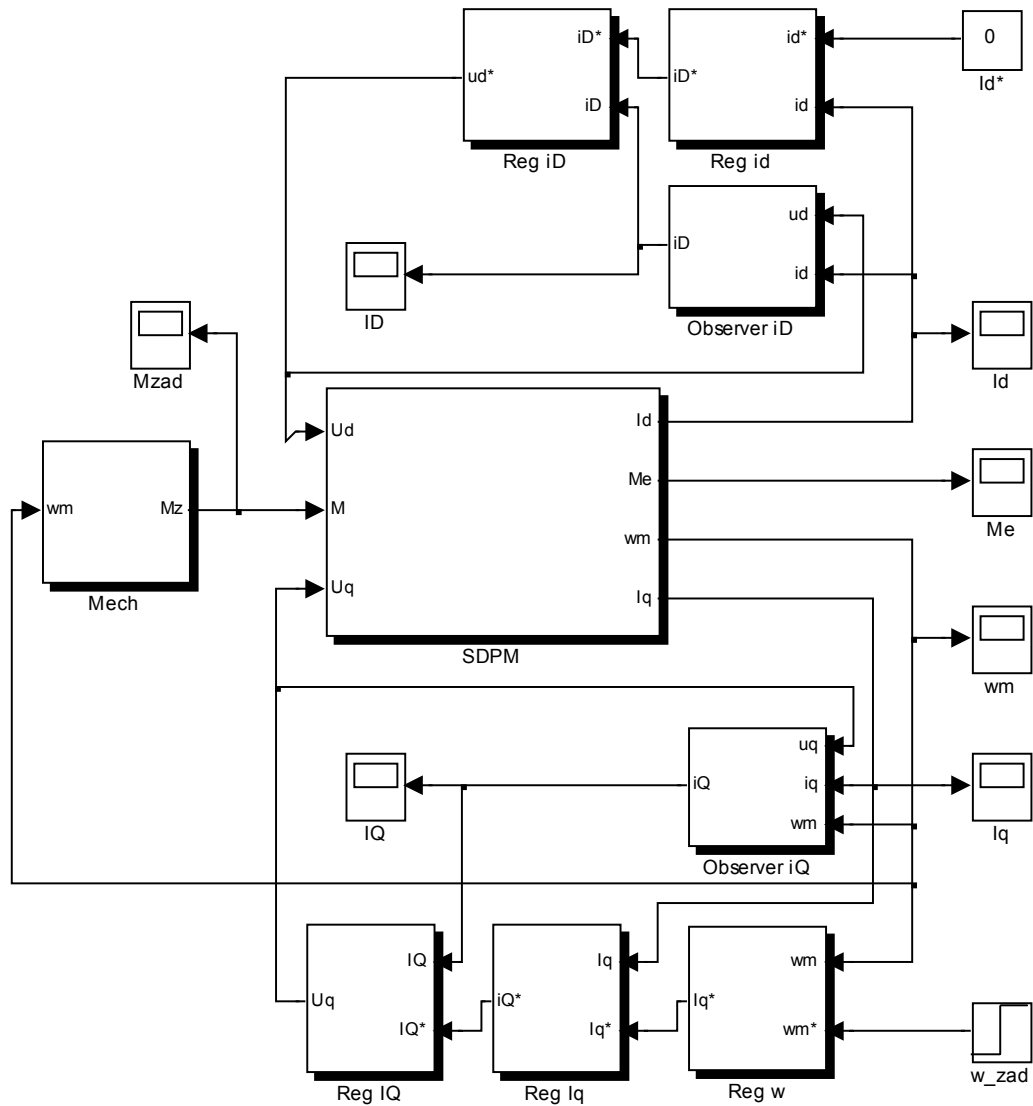 iD*
id*
0
ud*
iD*
iD
id
Id*
Reg iD
Reg id
ud
iD
id
ID
Observer iD
Mzad
Id
Ud
Id
Me
wm
Mz
M
Me
wm
Uq
Iq
Mech
SDPM
wm
uq
iQ
iq
wm
IQ
Iq
Observer iQ
IQ
Iq
wm
Uq
iQ*
Iq*
IQ*
Iq*
wm*
Reg IQ
Reg Iq
Reg w
w_zad